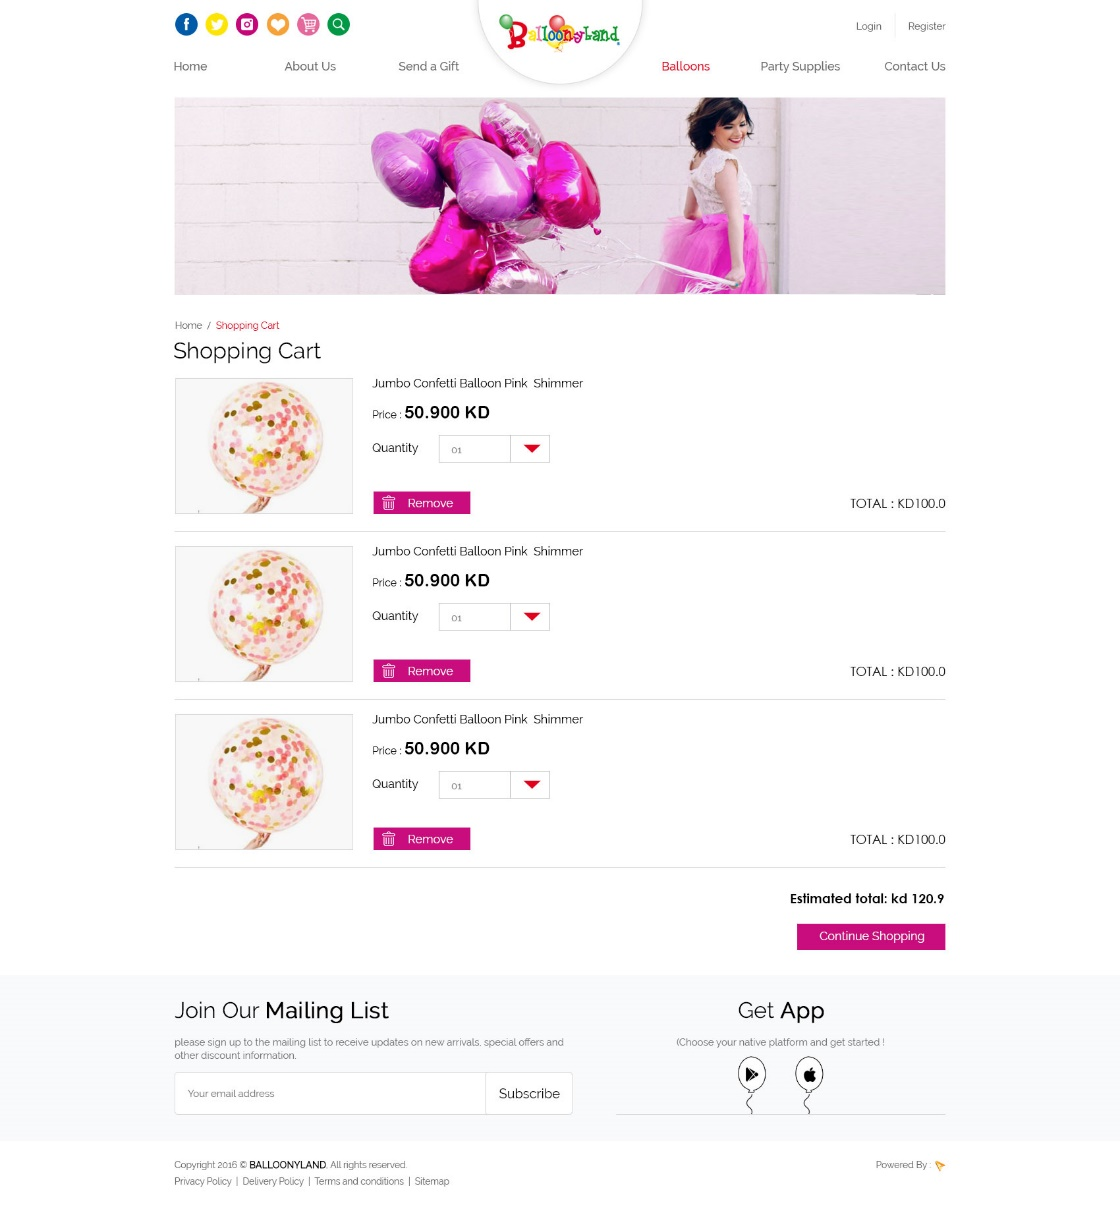 Login
Register
BalloonyLand
Home
About Us
Send a Gift
Balloons
Party Supplies
Contact Us
Home / Shopping Cart
Shopping Cart
Jumbo Confetti Balloon Pink Shimmer
Price : 50.900 KD
Quantity 01
Remove
TOTAL : KD100.0
Jumbo Confetti Balloon Pink Shimmer
Price : 50.900 KD
Quantity 01
Remove
TOTAL : KD100.0
Jumbo Confetti Balloon Pink Shimmer
Price : 50.900 KD
Quantity 01
Remove
TOTAL : KD100.0
Estimated total: kd 120.9
Continue Shopping
Join Our Mailing List
please sign up to the mailing list to receive updates on new arrivals, special offers and
other discount information.
Your email address
Subscribe
Get App
(Choose your native platform and get started !
Copyright 2016 © BALLOONYLAND. All rights reserved.
Powered By :
Privacy Policy | Delivery Policy | Terms and conditions | Sitemap